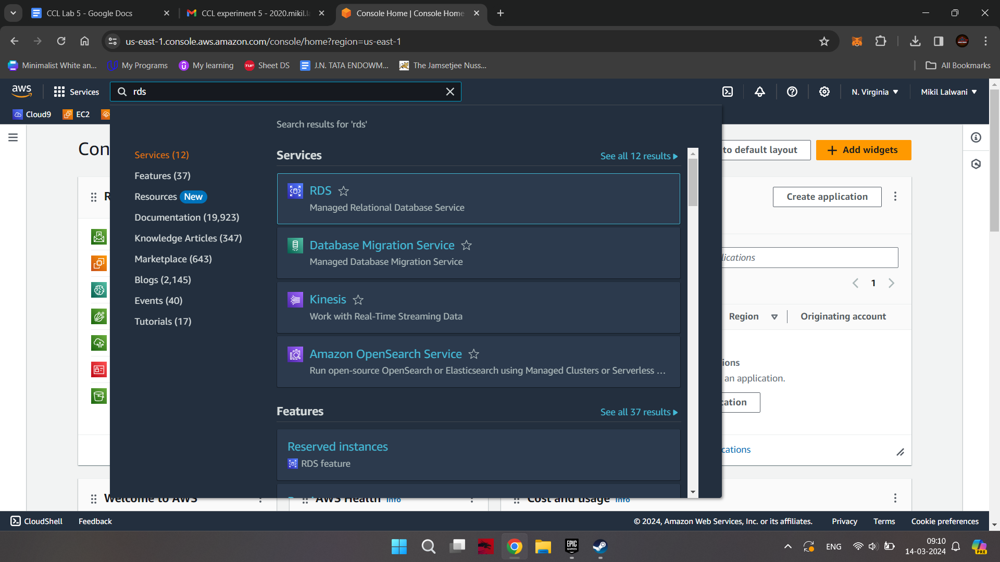 CCL Lab 5 - Google Docs
CCL experiment 5 - 2020.mikil.la
Console Home | Console Home
us-east-1.console.aws.amazon.com/console/home?region=us-east-1
Minimalist White an...
My Programs
My learning
TUF
Sheet DS
J.N. TATA ENDOWM...
The Jamsetjee Nuss...
All Bookmarks
aws
Services
rds
N. Virginia
Mikil Lalwani
Cloud9
EC2
Search results for 'rds'
Con
to default layout
Add widgets
Services (12)
Features (37)
Resources New
Documentation (19,923)
Knowledge Articles (347)
Marketplace (643)
Blogs (2,145)
Events (40)
Tutorials (17)
Services
See all 12 results
RDS
Managed Relational Database Service
Database Migration Service
Managed Database Migration Service
Kinesis
Work with Real-Time Streaming Data
Amazon OpenSearch Service
Run open-source OpenSearch or Elasticsearch using Managed Clusters or Serverless ...
Features
See all 37 results
Reserved instances
RDS feature
R
Create application
lications
1
Region
Originating account
ions
an application.
cation
cations
Welcome to AWS
AWS Health Info
Cost and usage Info
CloudShell
Feedback
© 2024, Amazon Web Services, Inc. or its affiliates.
Privacy
Terms
Cookie preferences
EPIC GAMES
ENG
09:10
14-03-2024
PRE